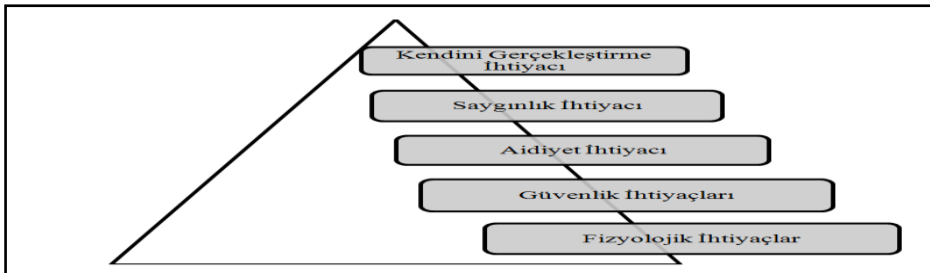 Kendini Gerçekleştirme
İhtiyacı
Saygınlık İhtiyacı
Aidiyet İhtiyacı
Güvenlik İhtiyaçları
Fizyolojik İhtiyaçlar